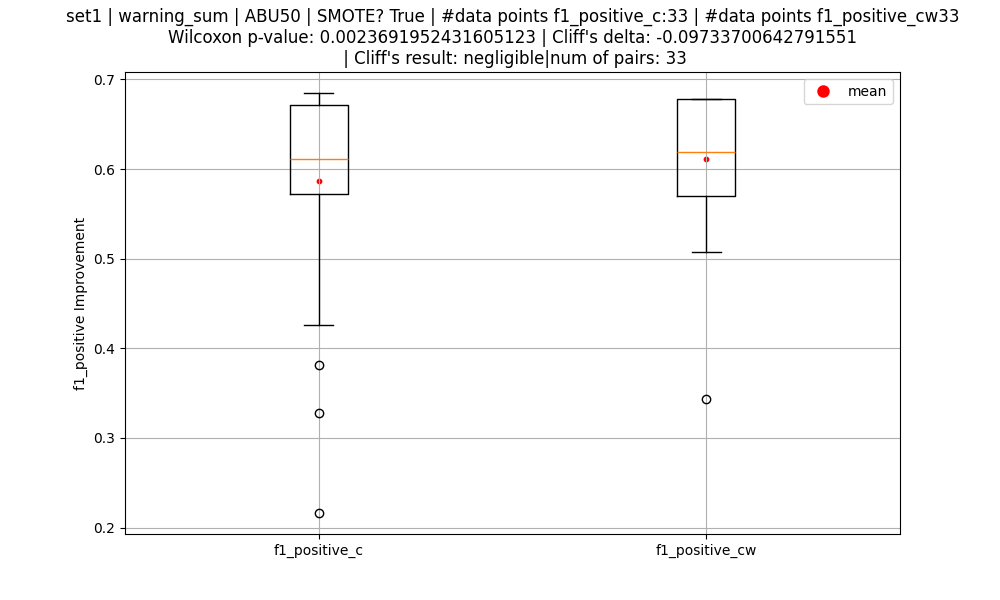 set1 | warning_sum | ABU50 | SMOTE? True | #data points f1_positive_c:33 | #data points f1_positive_cw33
Wilcoxon p-value: 0.0023691952431605123 | Cliff's delta: -0.09733700642791551
| Cliff's result: negligible|num of pairs: 33
mean
0.7
0.6
0.5
0.4
0.3
0.2
f1_positive Improvement
f1_positive_c
f1_positive_cw